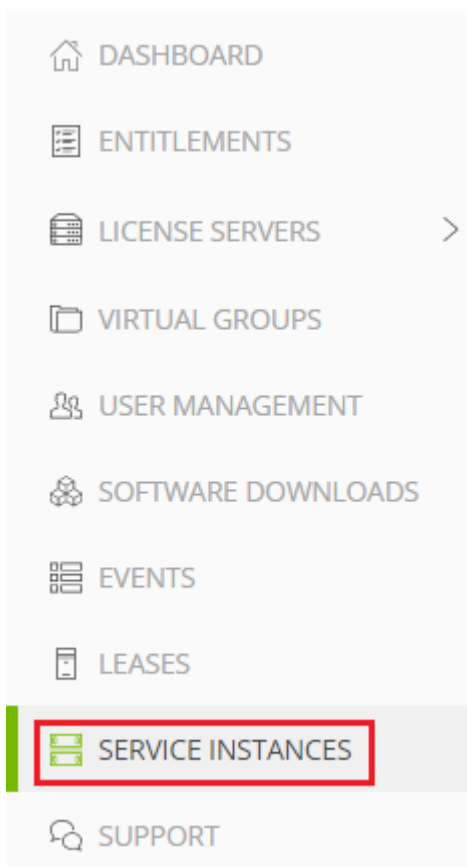 DASHBOARD
ENTITLEMENTS
LICENSE SERVERS
VIRTUAL GROUPS
USER MANAGEMENT
SOFTWARE DOWNLOADS
EVENTS
LEASES
SERVICE INSTANCES
SUPPORT